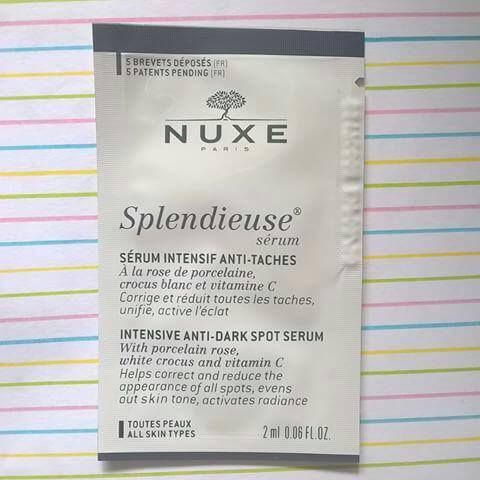 5 BREVETS DÉPOSÉS (FR)
5 PATENTS PENDING (FR)
NUXE
PARIS
Splendieuse®
sérum
SÉRUM INTENSIF ANTI-TACHES
À la rose de porcelaine,
crocus blanc et vitamine C
Corrige et réduit toutes les taches,
unifie, active l'éclat
INTENSIVE ANTI-DARK SPOT SERUM
With porcelain rose,
white crocus and vitamin C
Helps correct and reduce the
appearance of all spots, evens
out skin tone, activates radiance
TOUTES PEAUX
ALL SKIN TYPES
2 ml 0.06 FL.OZ.